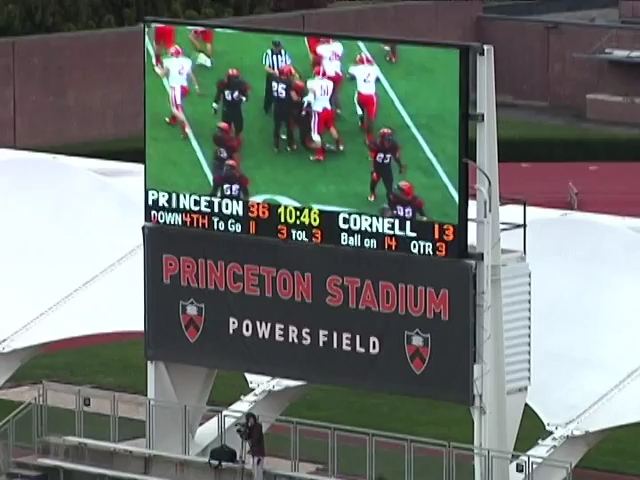 PRINCETON 36 10:46 CORNELL 13
DOWN 4TH To Go 11 3 TOL 3 Ball on 14 QTR 3
PRINCETON STADIUM
POWERS FIELD